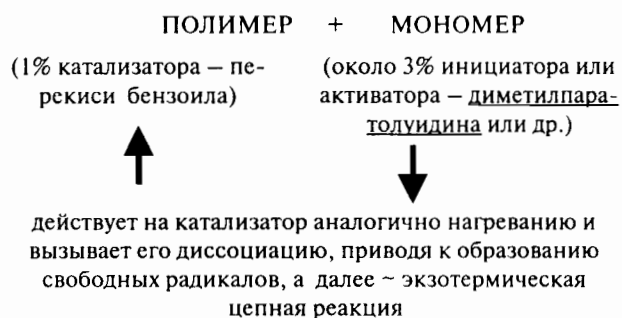 ПОЛИМЕР + МОНОМЕР
(1% катализатора – пе-
рекиси бензоила)
(около 3% инициатора или
активатора – диметилпара-
толуидина или др.)
действует на катализатор аналогично нагреванию и
вызывает его диссоциацию, приводя к образованию
свободных радикалов, а далее ~ экзотермическая
цепная реакция